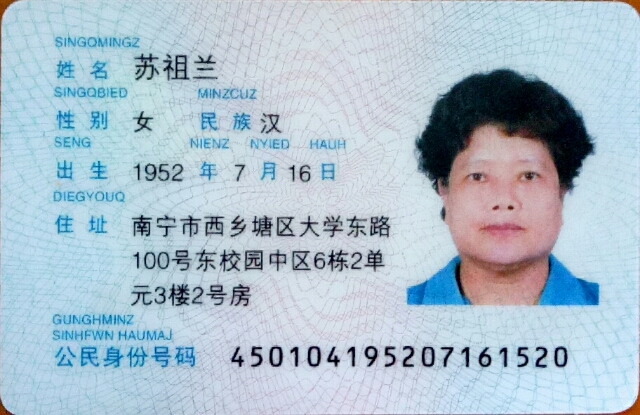 SINGQMINGZ
姓 名 苏祖兰
SINGQBIED MINZCUZ
性 别 女 民 族 汉
SENG NIENZ NYIED HAUH
出 生 1952 年 7 月 16 日
DIEGYOUQ
住 址 南宁市西乡塘区大学东路
100号东校园中区6栋2单
元3楼2号房
GUNGHMINZ
SINHFWN HAUMAJ
公民身份号码 450104195207161520